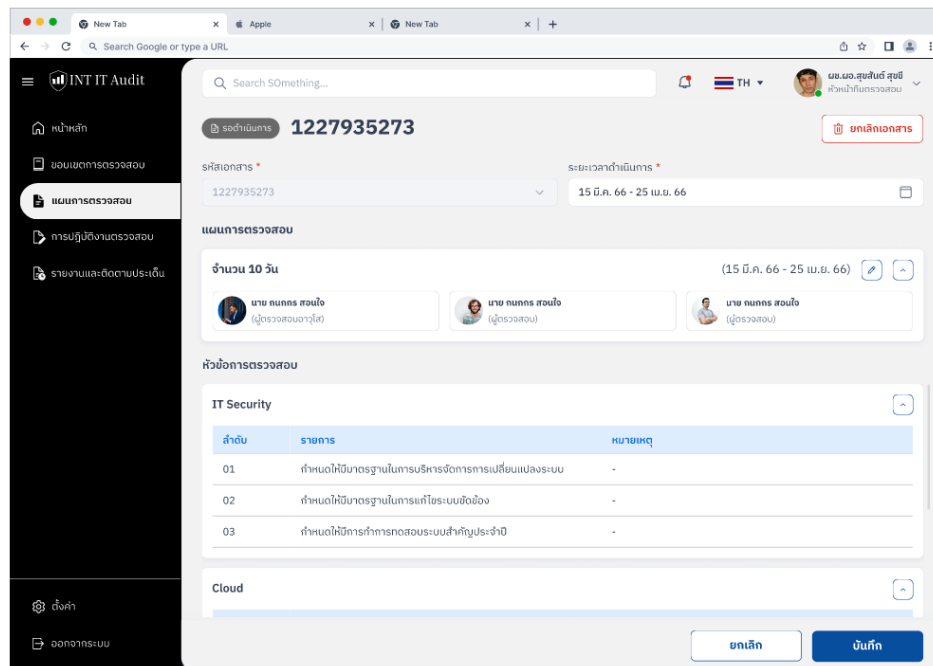 New Tab
Apple
New Tab
Search Google or type a URL
INT IT Audit
Search SOmething...
TH
ผช.ผอ.สุขสันต์ สุขขี
หัวหน้าทีมตรวจสอบ
หน้าหลัก
ขอบเขตการตรวจสอบ
แผนการตรวจสอบ
การปฏิบัติงานตรวจสอบ
รายงานและติดตามประเด็น
ตั้งค่า
ออกจากระบบ
รอดำเนินการ
1227935273
ยกเลิกเอกสาร
รหัสเอกสาร *
ระยะเวลาดำเนินการ *
1227935273
15 มิ.ค. 66 - 25 เม.ย. 66
แผนการตรวจสอบ
จำนวน 10 วัน
(15 มิ.ค. 66 - 25 เม.ย. 66)
นาย กนกกร สอนใจ
(ผู้ตรวจสอบอาวุโส)
นาย กนกกร สอนใจ
(ผู้ตรวจสอบ)
นาย กนกกร สอนใจ
(ผู้ตรวจสอบ)
หัวข้อการตรวจสอบ
IT Security
ลำดับ รายการ หมายเหตุ
01 กำหนดให้มีมาตรฐานในการบริหารจัดการการเปลี่ยนแปลงระบบ -
02 กำหนดให้มีมาตรฐานในการแก้ไขระบบขัดข้อง -
03 กำหนดให้มีการทำการทดสอบระบบสำคัญประจำปี -
Cloud
ยกเลิก
บันทึก